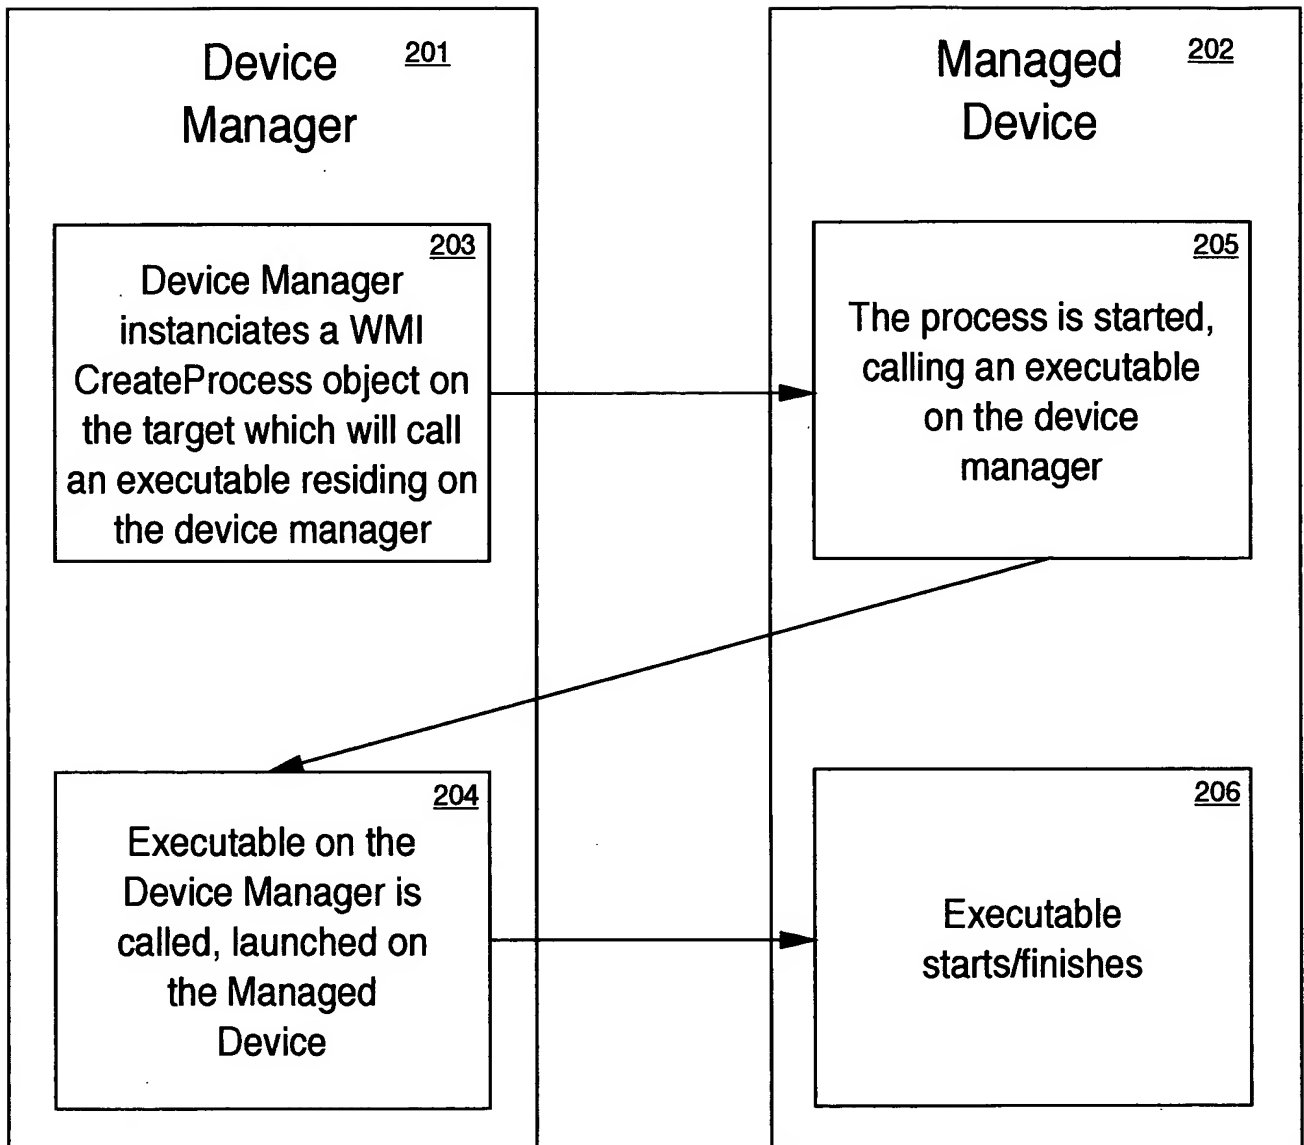 Device
Manager
201
Managed
Device
202
203
Device Manager
instanciates a WMI
CreateProcess object on
the target which will call
an executable residing on
the device manager
205
The process is started,
calling an executable
on the device
manager
204
Executable on the
Device Manager is
called, launched on
the Managed
Device
206
Executable
starts/finishes